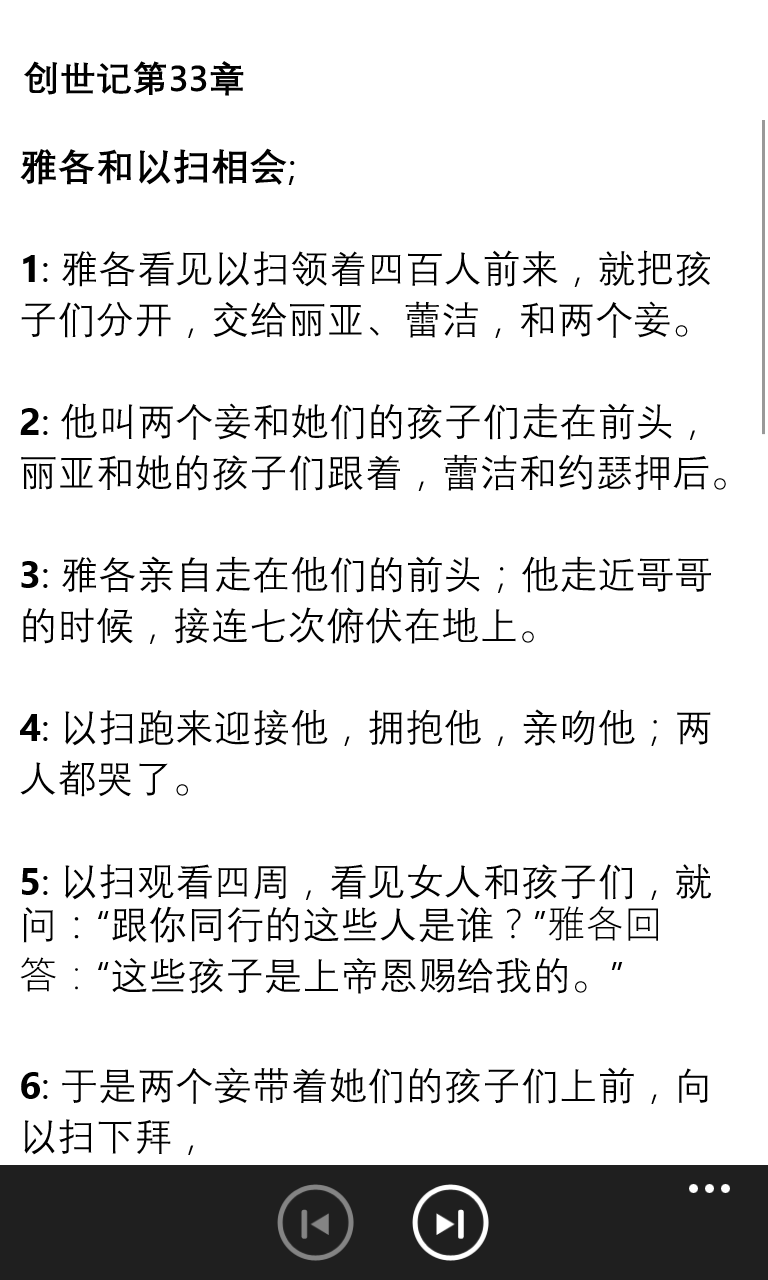 创世记第33章
雅各和以扫相会;
1: 雅各看见以扫领着四百人前来，就把孩
子们分开，交给丽亚、蕾洁，和两个妾。
2: 他叫两个妾和她们的孩子们走在前头，
丽亚和她的孩子们跟着，蕾洁和约瑟押后。
3: 雅各亲自走在他们的前头；他走近哥哥
的时候，接连七次俯伏在地上。
4: 以扫跑来迎接他，拥抱他，亲吻他；两
人都哭了。
5: 以扫观看四周，看见女人和孩子们，就
问：“跟你同行的这些人是谁？”雅各回
答：“这些孩子是上帝恩赐给我的。”
6: 于是两个妾带着她们的孩子们上前，向
以扫下拜，